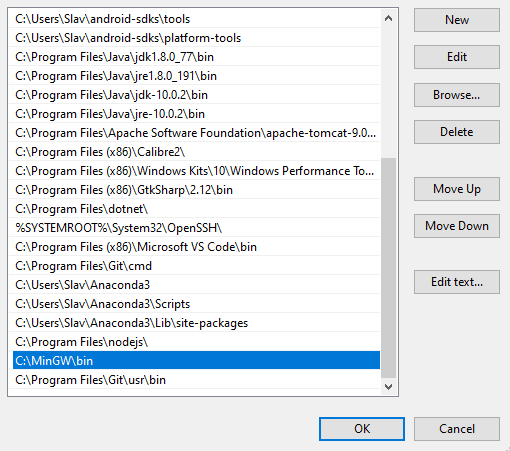 C:\Users\Slav\android-sdks\tools
C:\Users\Slav\android-sdks\platform-tools
C:\Program Files\Java\jdk1.8.0_77\bin
C:\Program Files\Java\jre1.8.0_191\bin
C:\Program Files\Java\jdk-10.0.2\bin
C:\Program Files\Java\jre-10.0.2\bin
C:\Program Files\Apache Software Foundation\apache-tomcat-9.0...
C:\Program Files (x86)\Calibre2\
C:\Program Files (x86)\Windows Kits\10\Windows Performance To...
C:\Program Files (x86)\GtkSharp\2.12\bin
C:\Program Files\dotnet\
%SYSTEMROOT%\System32\OpenSSH\
C:\Program Files (x86)\Microsoft VS Code\bin
C:\Program Files\Git\cmd
C:\Users\Slav\Anaconda3
C:\Users\Slav\Anaconda3\Scripts
C:\Users\Slav\Anaconda3\Lib\site-packages
C:\Program Files\nodejs\
C:\MinGW\bin
C:\Program Files\Git\usr\bin
New
Edit
Browse...
Delete
Move Up
Move Down
Edit text...
OK
Cancel